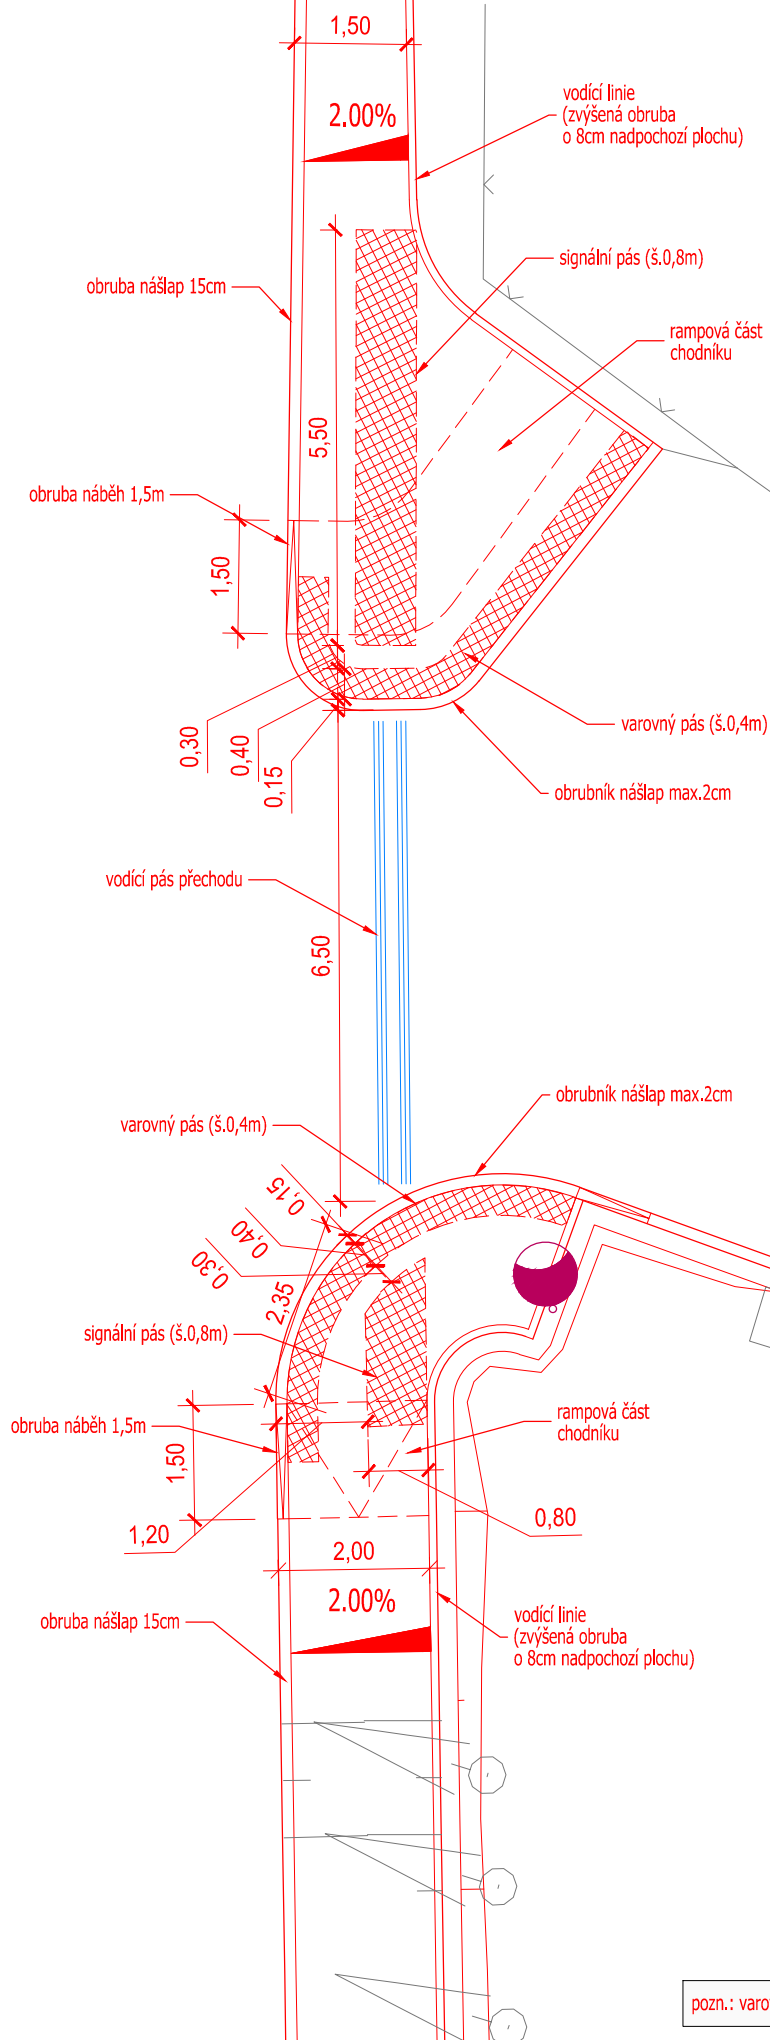 1,50
2.00%
vodící linie
(zvýšená obruba
o 8cm nadpochozí plochu)
signální pás (š.0,8m)
obruba nášlap 15cm
rampová část
chodníku
5,50
obruba náběh 1,5m
1,50
varovný pás (š.0,4m)
0,30
0,40
0,15
obrubník nášlap max.2cm
vodící pás přechodu
6,50
obrubník nášlap max.2cm
varovný pás (š.0,4m)
0,15
0,40
0,30
2,35
signální pás (š.0,8m)
rampová část
chodníku
obruba náběh 1,5m
1,50
0,80
1,20
2,00
2.00%
obruba nášlap 15cm
vodící linie
(zvýšená obruba
o 8cm nadpochozí plochu)
pozn.: varo